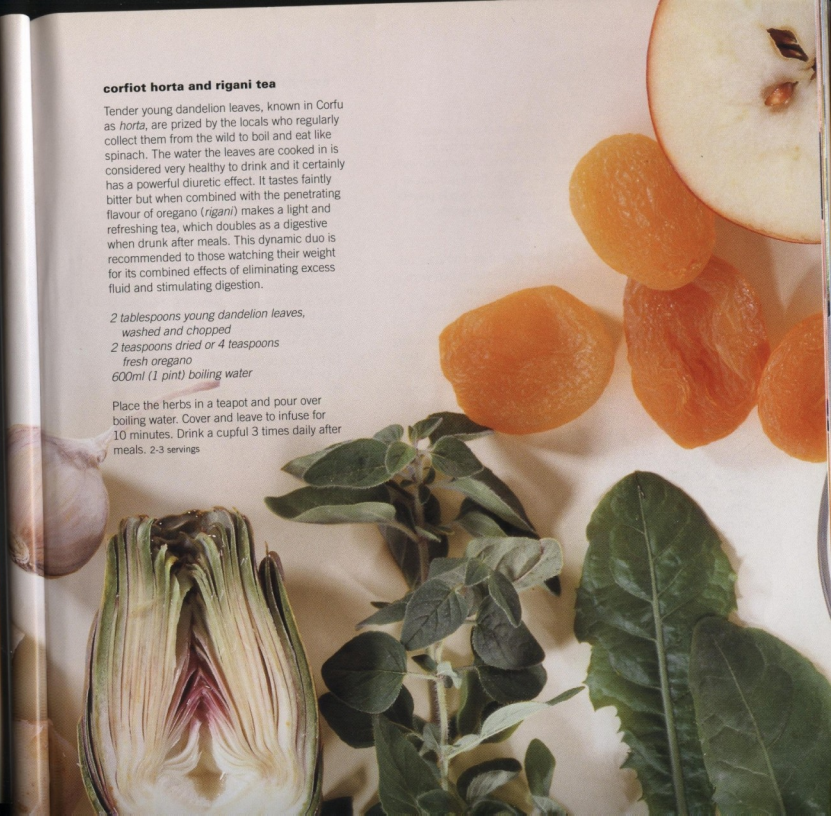 corfiot horta and rigani tea
Tender young dandelion leaves, known in Corfu
as horta, are prized by the locals who regularly
collect them from the wild to boil and eat like
spinach. The water the leaves are cooked in is
considered very healthy to drink and it certainly
has a powerful diuretic effect. It tastes faintly
bitter but when combined with the penetrating
flavour of oregano (rigani) makes a light and
refreshing tea, which doubles as a digestive
when drunk after meals. This dynamic duo is
recommended to those watching their weight
for its combined effects of eliminating excess
fluid and stimulating digestion.
2 tablespoons young dandelion leaves,
washed and chopped
2 teaspoons dried or 4 teaspoons
fresh oregano
600ml (1 pint) boiling water
Place the herbs in a teapot and pour over
boiling water. Cover and leave to infuse for
10 minutes. Drink a cupful 3 times daily after
meals. 2-3 servings